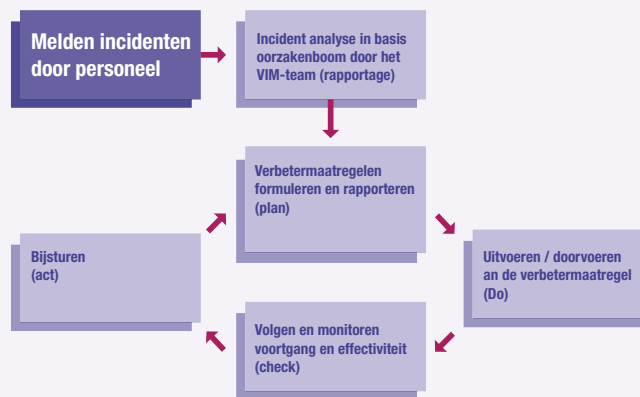 Melden incidenten
door personeel
Incident analyse in basis
oorzakenboom door het
VIM-team (rapportage)
Verbetermaatregelen
formuleren en rapporteren
(plan)
Bijsturen
(act)
Uitvoeren / doorvoeren
an de verbetermaatregel
(Do)
Volgen en monitoren
voortgang en effectiviteit
(check)